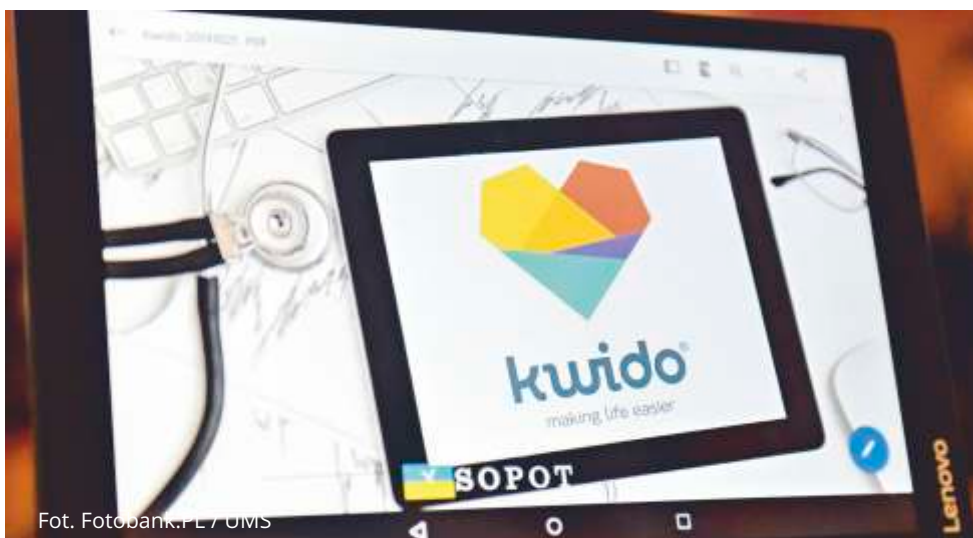 kwido®
making life easier
SOPOT
Lenovo
Fot. Fotobank.PL / UMS